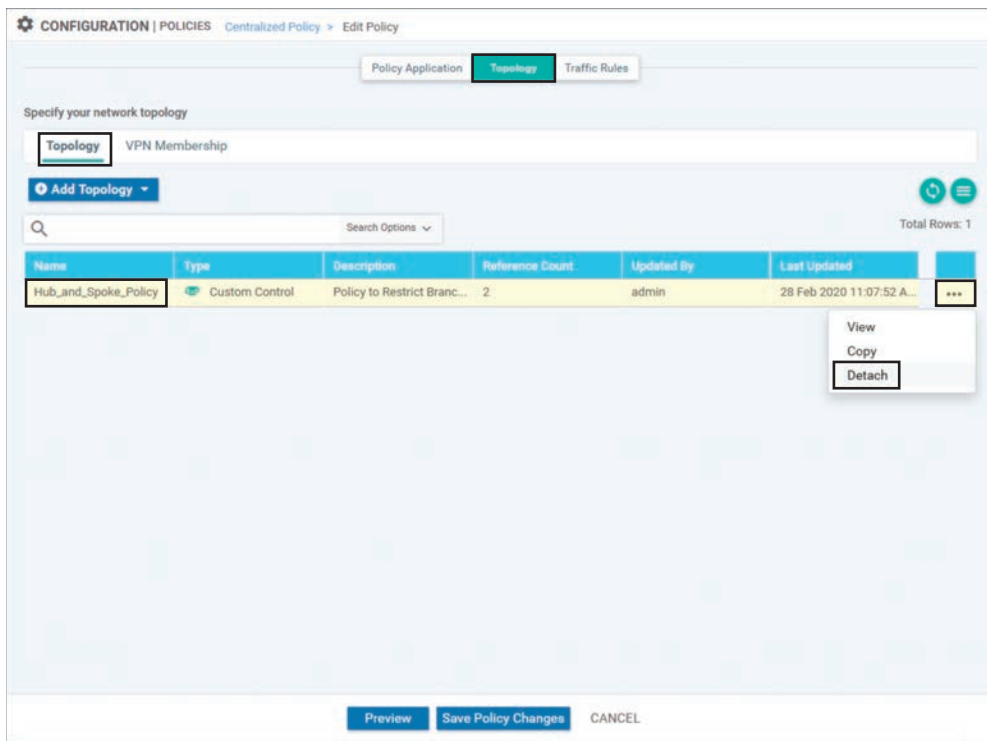 CONFIGURATION | POLICIES Centralized Policy > Edit Policy
Policy Application Topology Traffic Rules
Specify your network topology
Topology VPN Membership
Add Topology
Search Options
Total Rows: 1
Name Type Description Reference Count Updated By Last Updated
Hub_and_Spoke_Policy Custom Control Policy to Restrict Branc... 2 admin 28 Feb 2020 11:07:52 A...
View
Copy
Detach
Preview Save Policy Changes CANCEL